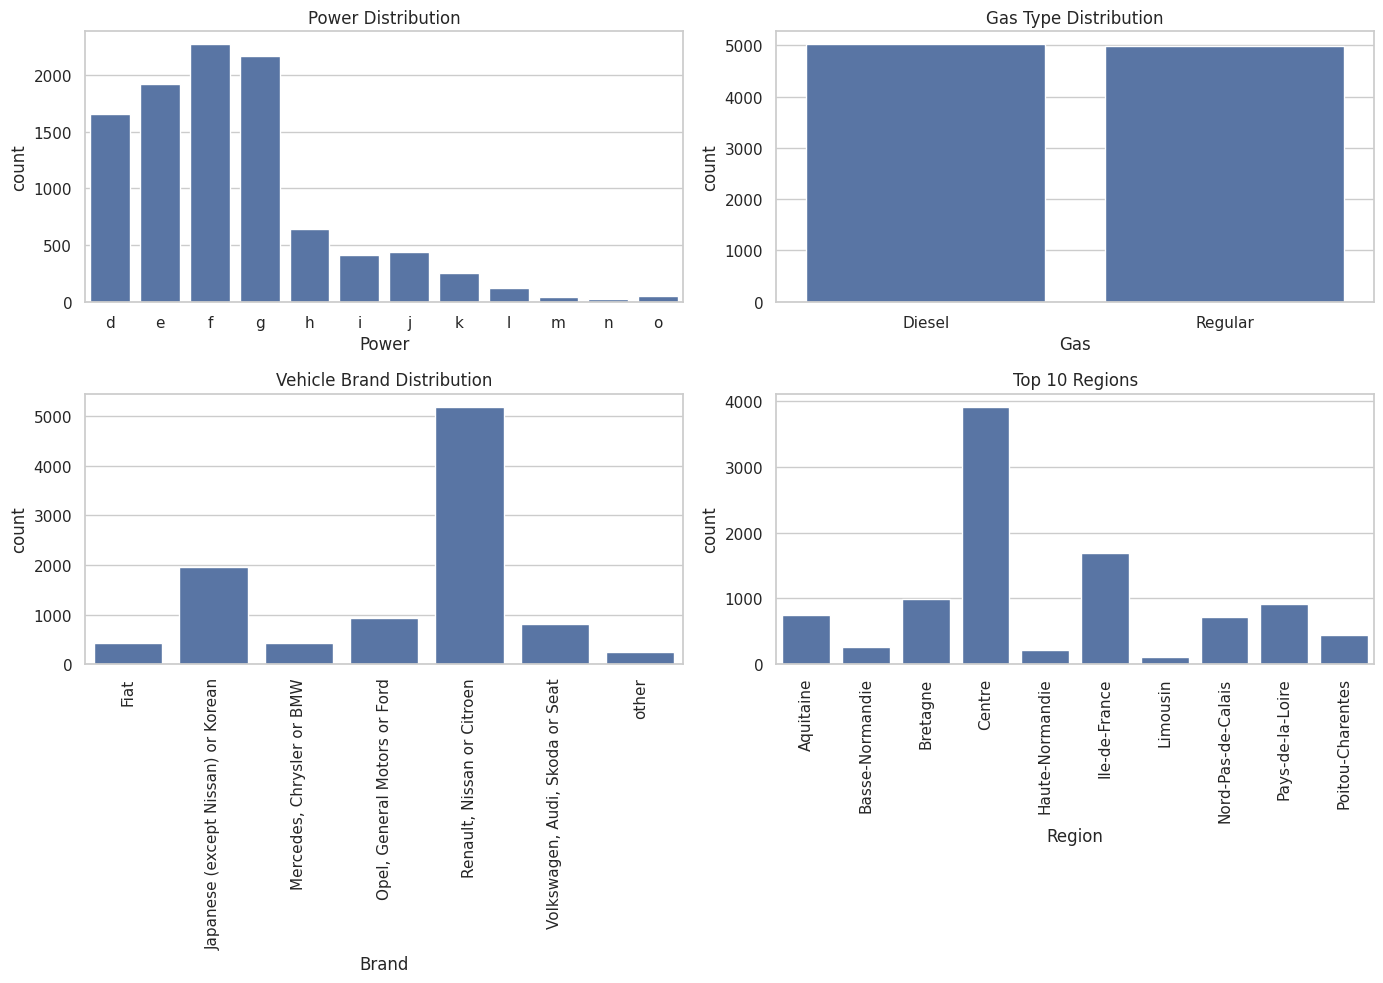 Power Distribution
count
2000
1500
1000
500
0
d e f g h i j k l m n o
Power
Gas Type Distribution
count
5000
4000
3000
2000
1000
0
Diesel Regular
Gas
Vehicle Brand Distribution
count
5000
4000
3000
2000
1000
0
Fiat
Japanese (except Nissan) or Korean
Mercedes, Chrysler or BMW
Opel, General Motors or Ford
Renault, Nissan or Citroen
Volkswagen, Audi, Skoda or Seat
other
Brand
Top 10 Regions
count
4000
3000
2000
1000
0
Aquitaine
Basse-Normandie
Bretagne
Centre
Haute-Normandie
Ile-de-France
Limousin
Nord-Pas-de-Calais
Pays-de-la-Loire
Poitou-Charentes
Region